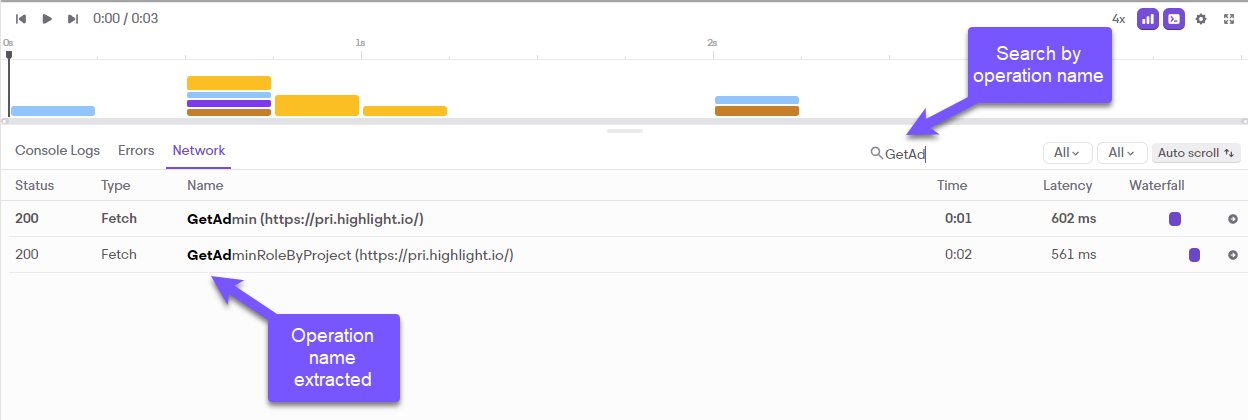 0:00 / 0:03
4x
0s
1s
2s
Search by
operation name
Console Logs
Errors
Network
GetAd
All
All
Auto scroll
Status
Type
Name
Time
Latency
Waterfall
200
Fetch
GetAdmin (https://pri.highlight.io/)
0:01
602 ms
200
Fetch
GetAdminRoleByProject (https://pri.highlight.io/)
0:02
561 ms
Operation
name
extracted